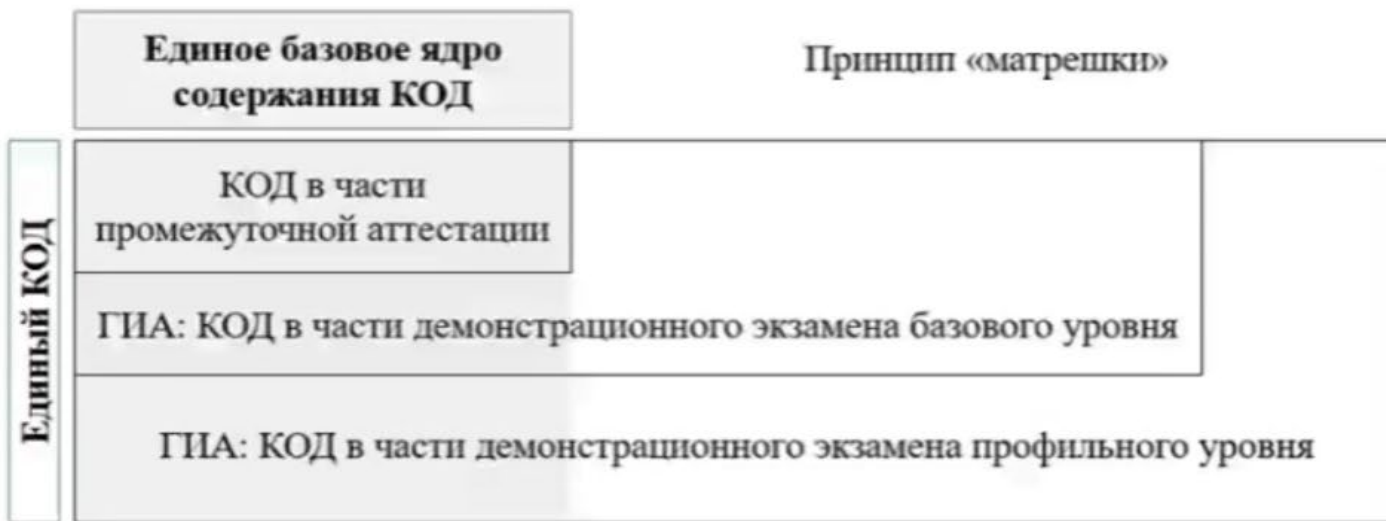 Единое базовое ядро
содержания КОД
Принцип «матрешки»
Единый КОД
КОД в части
промежуточной аттестации
ГИА: КОД в части демонстрационного экзамена базового уровня
ГИА: КОД в части демонстрационного экзамена профильного уровня